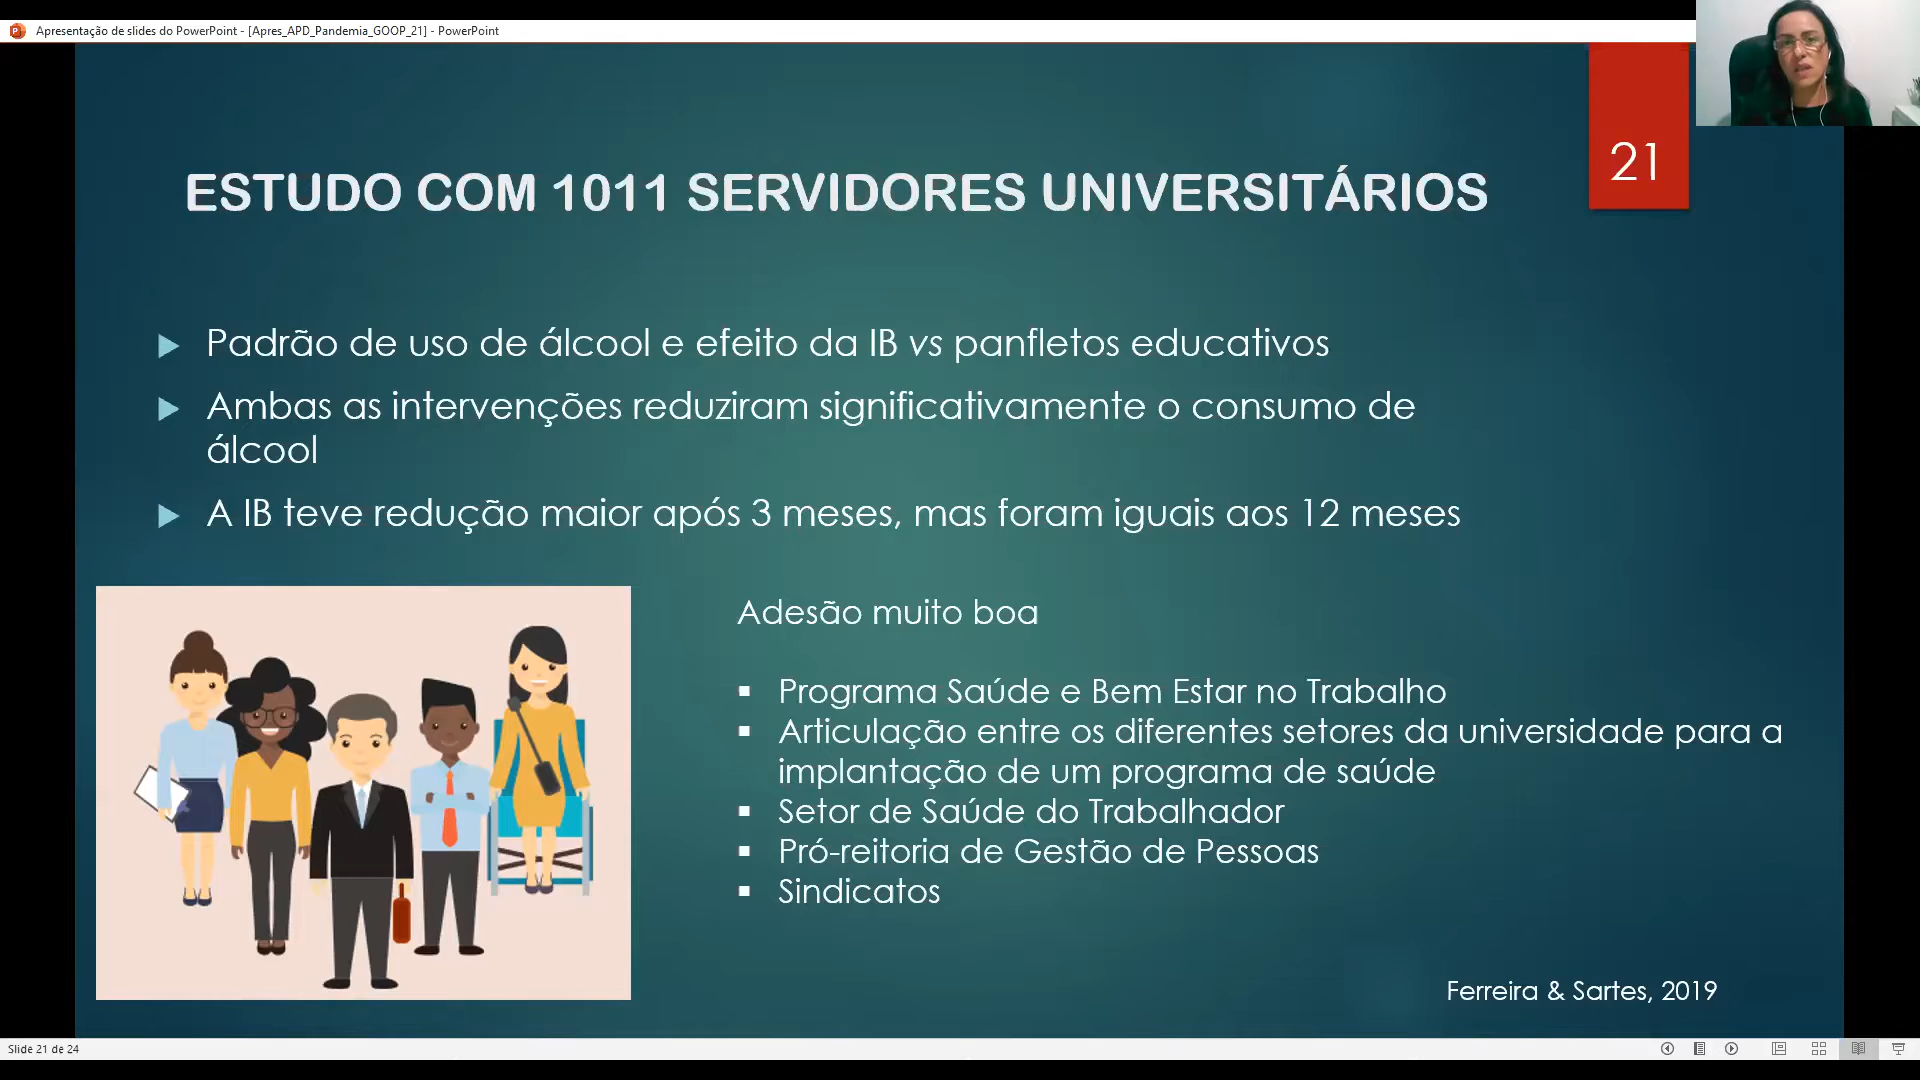 Apresentação de slides do PowerPoint - [Apres_APD_Pandemia_GOOP_21] - PowerPoint
21
ESTUDO COM 1011 SERVIDORES UNIVERSITÁRIOS
Padrão de uso de álcool e efeito da IB vs panfletos educativos
Ambas as intervenções reduziram significativamente o consumo de
álcool
A IB teve redução maior após 3 meses, mas foram iguais aos 12 meses
Adesão muito boa
Programa Saúde e Bem Estar no Trabalho
Articulação entre os diferentes setores da universidade para a
implantação de um programa de saúde
Setor de Saúde do Trabalhador
Pró-reitoria de Gestão de Pessoas
Sindicatos
Ferreira & Sartes, 2019
Slide 21 de 24